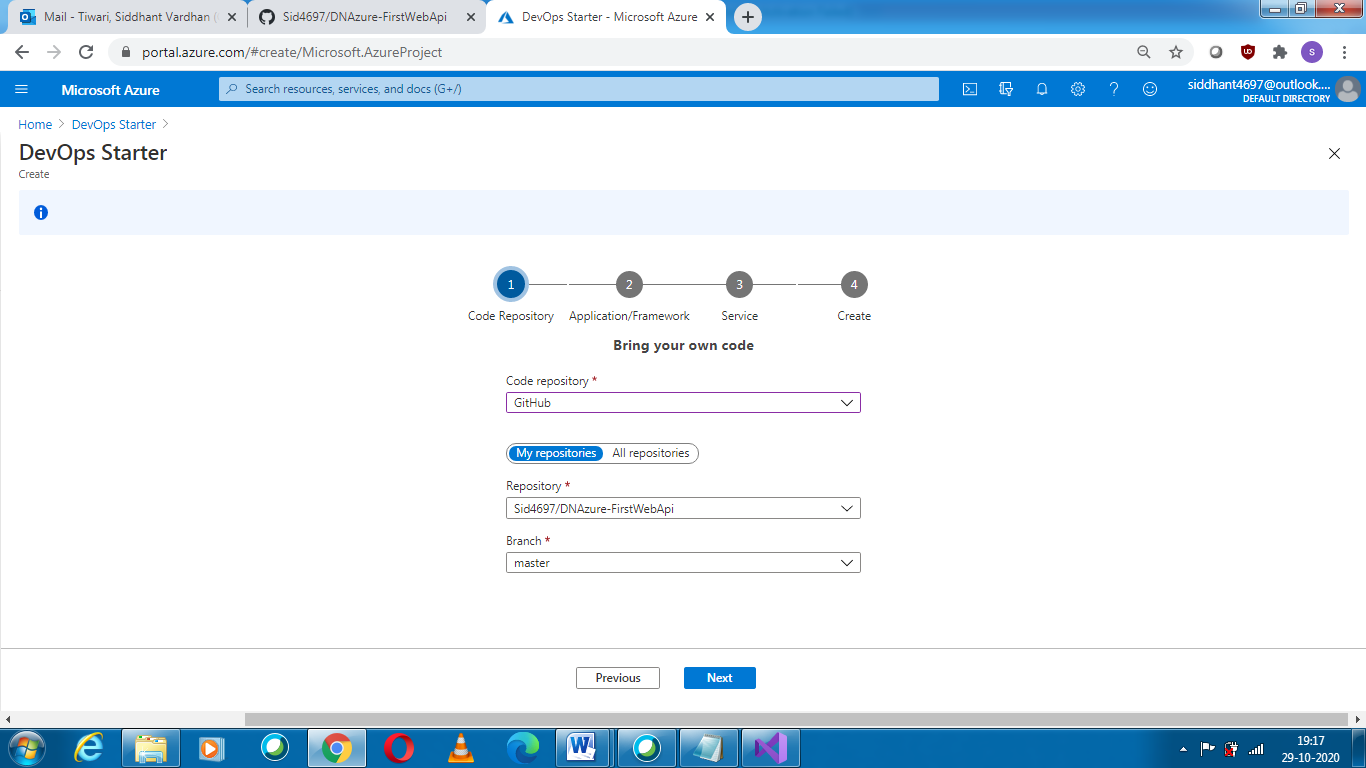 Mail - Tiwari, Siddhant Vardhan (
Sid4697/DNAzure-FirstWebApi
DevOps Starter - Microsoft Azure
portal.azure.com/#create/Microsoft.AzureProject
S
Microsoft Azure
Search resources, services, and docs (G+/)
siddhant4697@outlook....
DEFAULT DIRECTORY
Home > DevOps Starter >
DevOps Starter
Create
1
2
3
4
Code Repository
Application/Framework
Service
Create
Bring your own code
Code repository *
GitHub
My repositories
All repositories
Repository *
Sid4697/DNAzure-FirstWebApi
Branch *
master
Previous
Next
19:17
29-10-2020